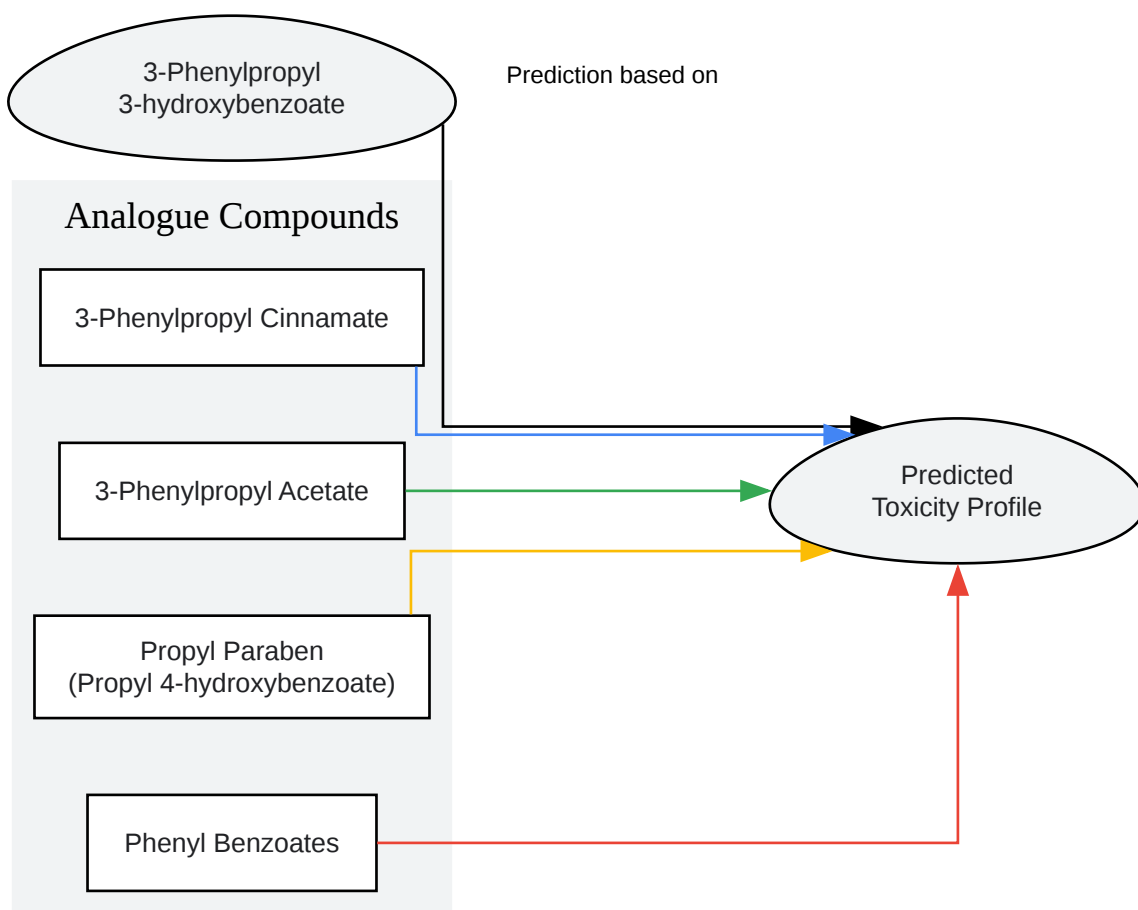 3-Phenylpropyl
3-hydroxybenzoate
Prediction based on
Analogue Compounds
3-Phenylpropyl Cinnamate
3-Phenylpropyl Acetate
Propyl Paraben
(Propyl 4-hydroxybenzoate)
Phenyl Benzoates
Predicted
Toxicity Profile